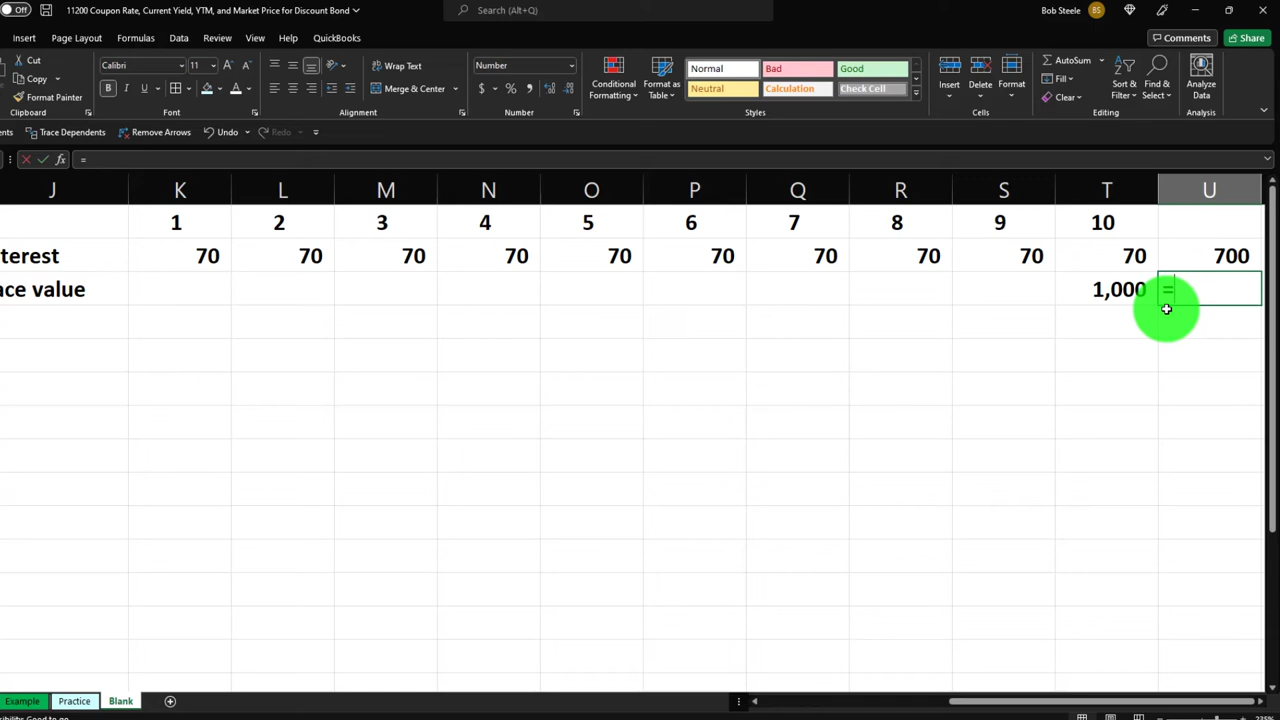 Off
11200 Coupon Rate, Current Yield, YTM, and Market Price for Discount Bond
Search (Alt+Q)
Bob Steele
BS
Insert
Page Layout
Formulas
Data
Review
View
Help
QuickBooks
Comments
Share
Cut
Copy
Format Painter
Clipboard
Calibri
11
B I U
Font
Wrap Text
Merge & Center
Alignment
Number
$ % ,
Number
Conditional Formatting
Format as Table
Normal
Bad
Good
Neutral
Calculation
Check Cell
Styles
Insert
Delete
Format
Cells
AutoSum
Fill
Clear
Sort & Filter
Find & Select
Editing
Analyze Data
Analysis
ents
Trace Dependents
Remove Arrows
Undo
Redo
fx =
J K L M N O P Q R S T U
1 2 3 4 5 6 7 8 9 10
terest 70 70 70 70 70 70 70 70 70 70 700
ace value 1,000 =
Example
Practice
Blank